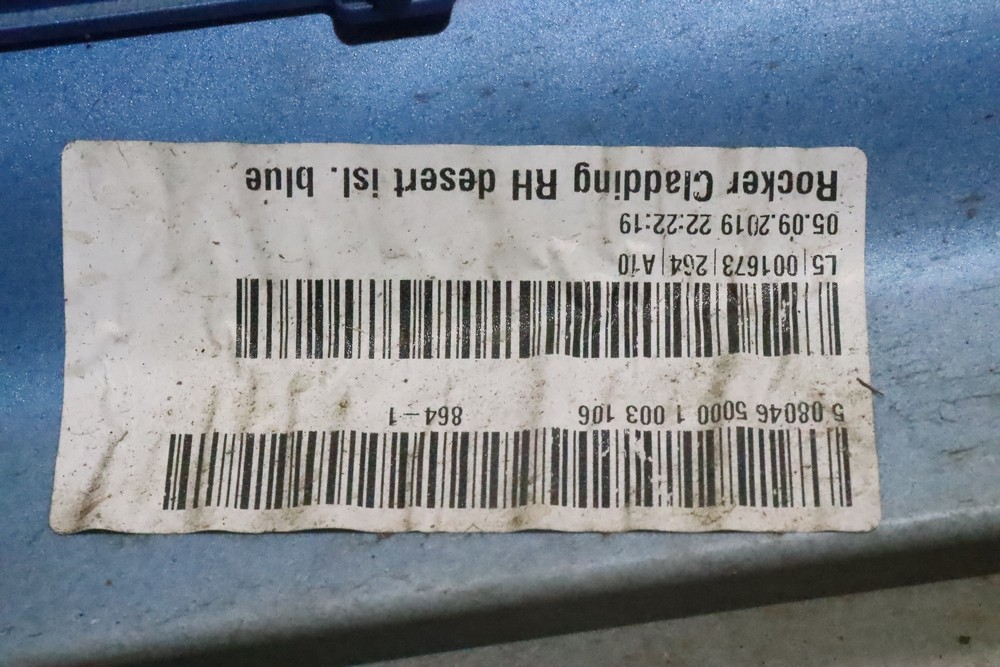 Rocker Cladding RH desert isl. blue
05.09.2019 22:22:19
L5|001673|264|A10
5 08046 5000 1 003 106 864-1